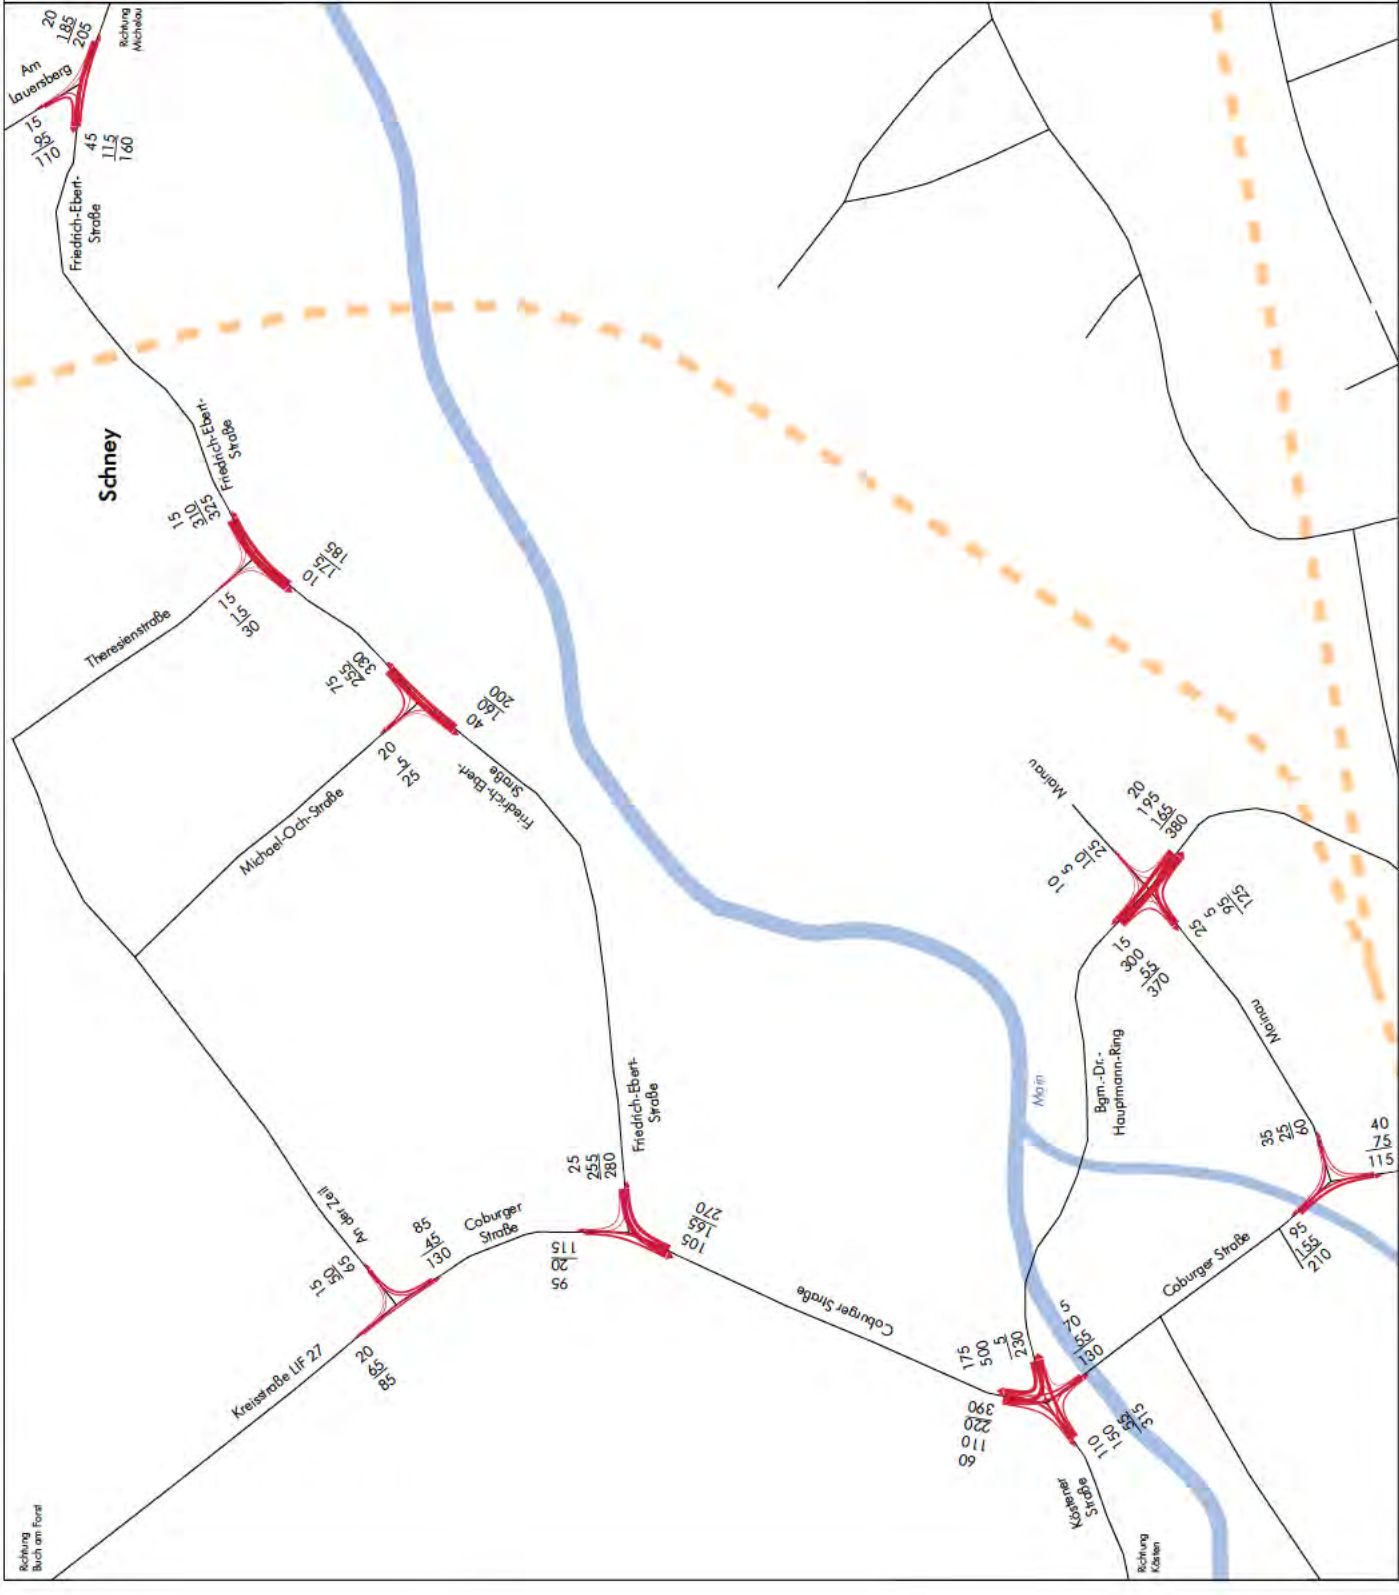 20
185
205
Richtung
Michelau
Am
Lauersberg
15
95
110
45
115
160
Friedrich-Ebert-
Straße
Schney
Friedrich-Ebert-
Straße
15
310
325
10
175
185
15
15
30
Theresienstraße
75
255
330
40
160
200
20
5
25
Michael-Och-Straße
Friedrich-Ebert-
Straße
Mainau
20
195
165
380
10
5
10
25
25
5
95
125
15
300
55
370
Mainau
Bgm.-Dr.-
Hauptmann-Ring
Main
Friedrich-Ebert-
Straße
25
255
280
105
165
270
95
20
115
Coburger
Straße
85
45
130
An der Zeil
15
50
65
20
65
85
Kreisstraße LIF 27
Richtung
Buch am Forst
Coburger Straße
35
25
60
40
75
115
95
155
210
Coburger Straße
175
500
5
230
5
70
55
130
60
110
220
390
110
150
55
315
Köstener
Straße
Richtung
Kösten